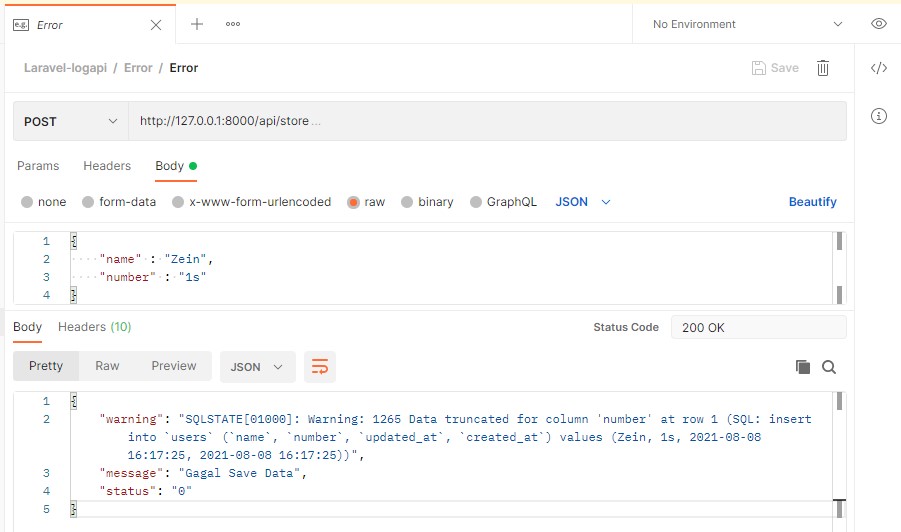 e.g. Error
No Environment
Laravel-logapi / Error / Error
Save
POST
http://127.0.0.1:8000/api/store ...
Params Headers Body
none form-data x-www-form-urlencoded raw binary GraphQL JSON Beautify
1 {
2 "name" : "Zein",
3 "number" : "1s"
4 }
Body Headers (10) Status Code 200 OK
Pretty Raw Preview JSON
1 {
2 "warning": "SQLSTATE[01000]: Warning: 1265 Data truncated for column 'number' at row 1 (SQL: insert
into `users` (`name`, `number`, `updated_at`, `created_at`) values (Zein, 1s, 2021-08-08
16:17:25, 2021-08-08 16:17:25))",
3 "message": "Gagal Save Data",
4 "status": "0"
5 }